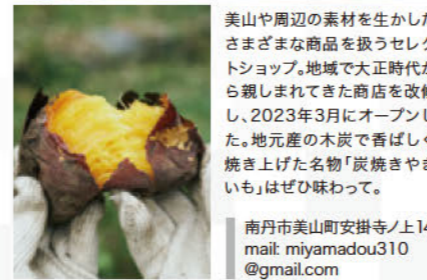 美山や周辺の素材を生かした
さまざまな商品を扱うセレク
トショップ。地域で大正時代か
ら親しまれてきた商店を改修
し、2023年3月にオープンし
た。地元産の木炭で香ばしく
焼き上げた名物「炭焼きやき
いも」はぜひ味わって。
南丹市美山町安掛寺ノ上14
mail: miyamadou310
@gmail.com